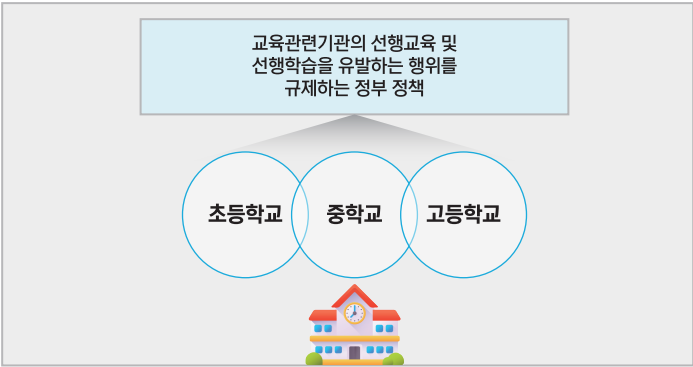 교육관련기관의 선행교육 및
선행학습을 유발하는 행위를
규제하는 정부 정책
초등학교
중학교
고등학교